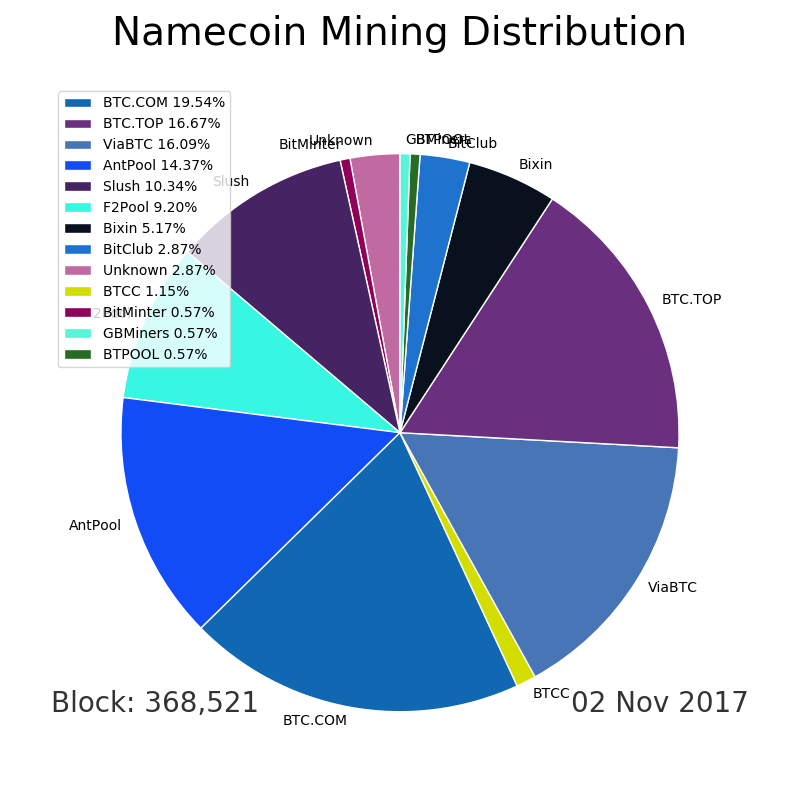 Namecoin Mining Distribution
BTC.COM 19.54%
BTC.TOP 16.67%
ViaBTC 16.09%
AntPool 14.37%
Slush 10.34%
F2Pool 9.20%
Bixin 5.17%
BitClub 2.87%
Unknown 2.87%
BTCC 1.15%
BitMinter 0.57%
GBMiners 0.57%
BTPOOL 0.57%
GBMiners
BTPOOL
BitClub
Bixin
BTC.TOP
ViaBTC
BTCC
BTC.COM
AntPool
Slush
BitMinter
Unknown
Block: 368,521
02 Nov 2017